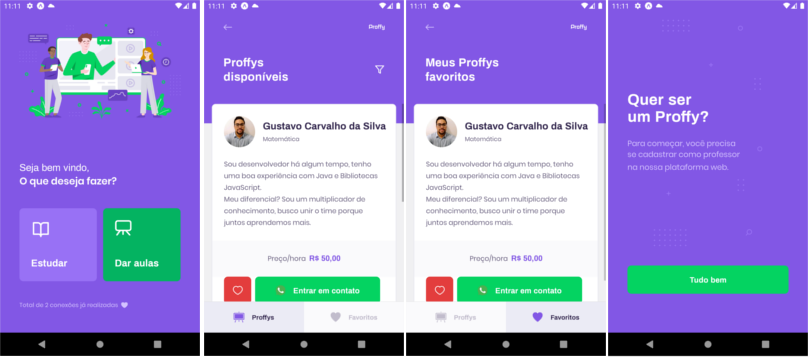 11:11
Seja bem vindo,
O que deseja fazer?
Estudar
Dar aulas
Total de 2 conexões já realizadas
11:11
Proffy
Proffys
disponíveis
Gustavo Carvalho da Silva
Matemática
Sou desenvolvedor há algum tempo, tenho
uma boa experiência com Java e Bibliotecas
JavaScript.
Meu diferencial? Sou um multiplicador de
conhecimento, busco unir o time porque
juntos aprendemos mais.
Preço/hora R$ 50,00
Entrar em contato
Proffys
Favoritos
11:11
Proffy
Meus Proffys
favoritos
Gustavo Carvalho da Silva
Matemática
Sou desenvolvedor há algum tempo, tenho
uma boa experiência com Java e Bibliotecas
JavaScript.
Meu diferencial? Sou um multiplicador de
conhecimento, busco unir o time porque
juntos aprendemos mais.
Preço/hora R$ 50,00
Entrar em contato
Proffys
Favoritos
11:11
Quer ser
um Proffy?
Para começar, você precisa
se cadastrar como professor
na nossa plataforma web.
Tudo bem